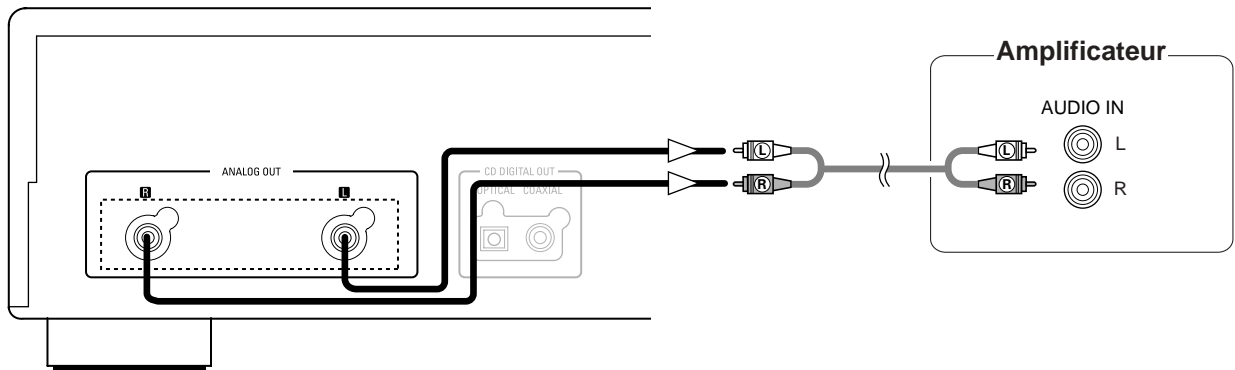 Amplificateur
AUDIO IN
L
R
ANALOG OUT
R
L
CD DIGITAL OUT
OPTICAL COAXIAL
L
R
L
R